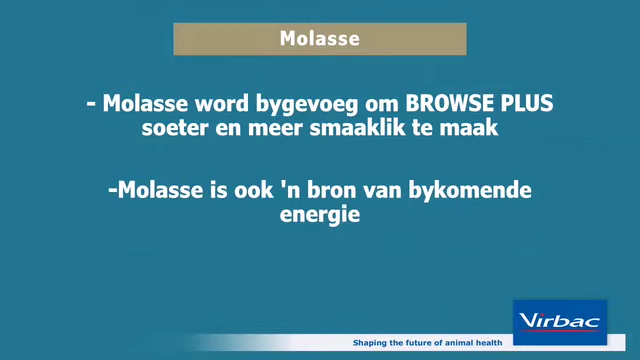 Molasse
- Molasse word bygevoeg om BROWSE PLUS
soeter en meer smaaklik te maak
-Molasse is ook 'n bron van bykomende
energie
Virbac
Shaping the future of animal health